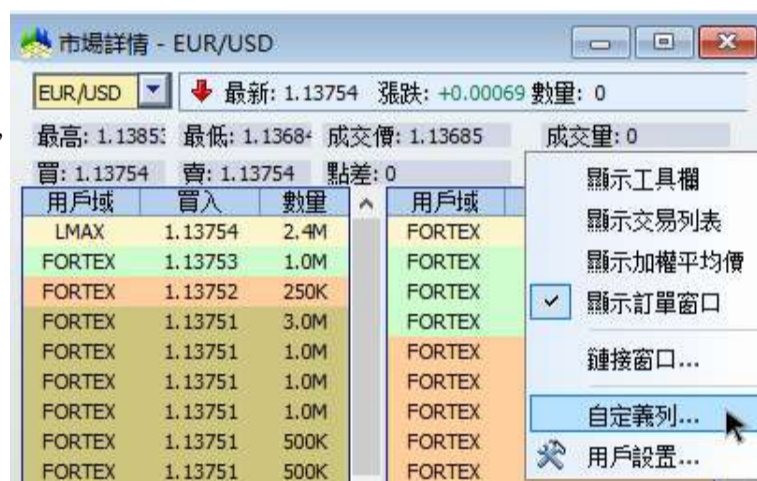 市場詳情 - EUR/USD
EUR/USD 最新: 1.13754 漲跌: +0.00069 數量: 0
最高: 1.1385 最低: 1.1368 成交價: 1.13685 成交量: 0
買: 1.13754 賣: 1.13754 點差: 0
用戶域 買入 數量 用戶域
LMAX 1.13754 2.4M FORTEX
FORTEX 1.13753 1.0M FORTEX
FORTEX 1.13752 250K FORTEX
FORTEX 1.13751 3.0M FORTEX
FORTEX 1.13751 1.0M FORTEX
FORTEX 1.13751 1.0M FORTEX
FORTEX 1.13751 1.0M FORTEX
FORTEX 1.13751 500K FORTEX
FORTEX 1.13751 500K FORTEX
顯示工具欄
顯示交易列表
顯示加權平均價
顯示訂單窗口
鏈接窗口...
自定義列...
用戶設置...